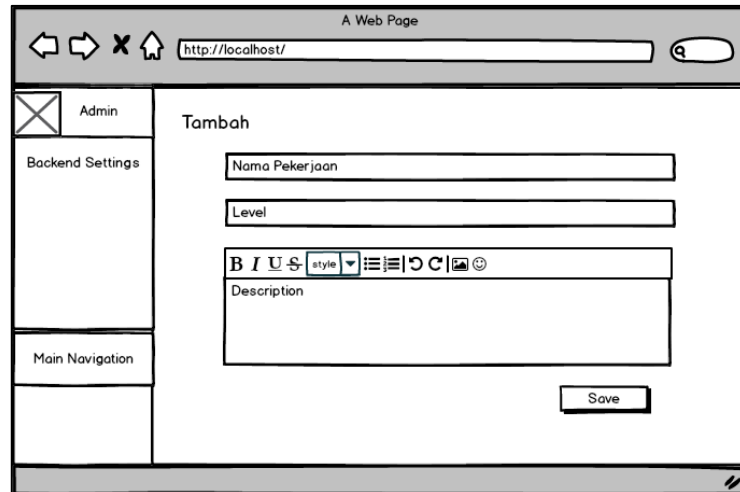 A Web Page
http://localhost/
Admin
Backend Settings
Main Navigation
Tambah
Nama Pekerjaan
Level
B I U S style
Description
Save